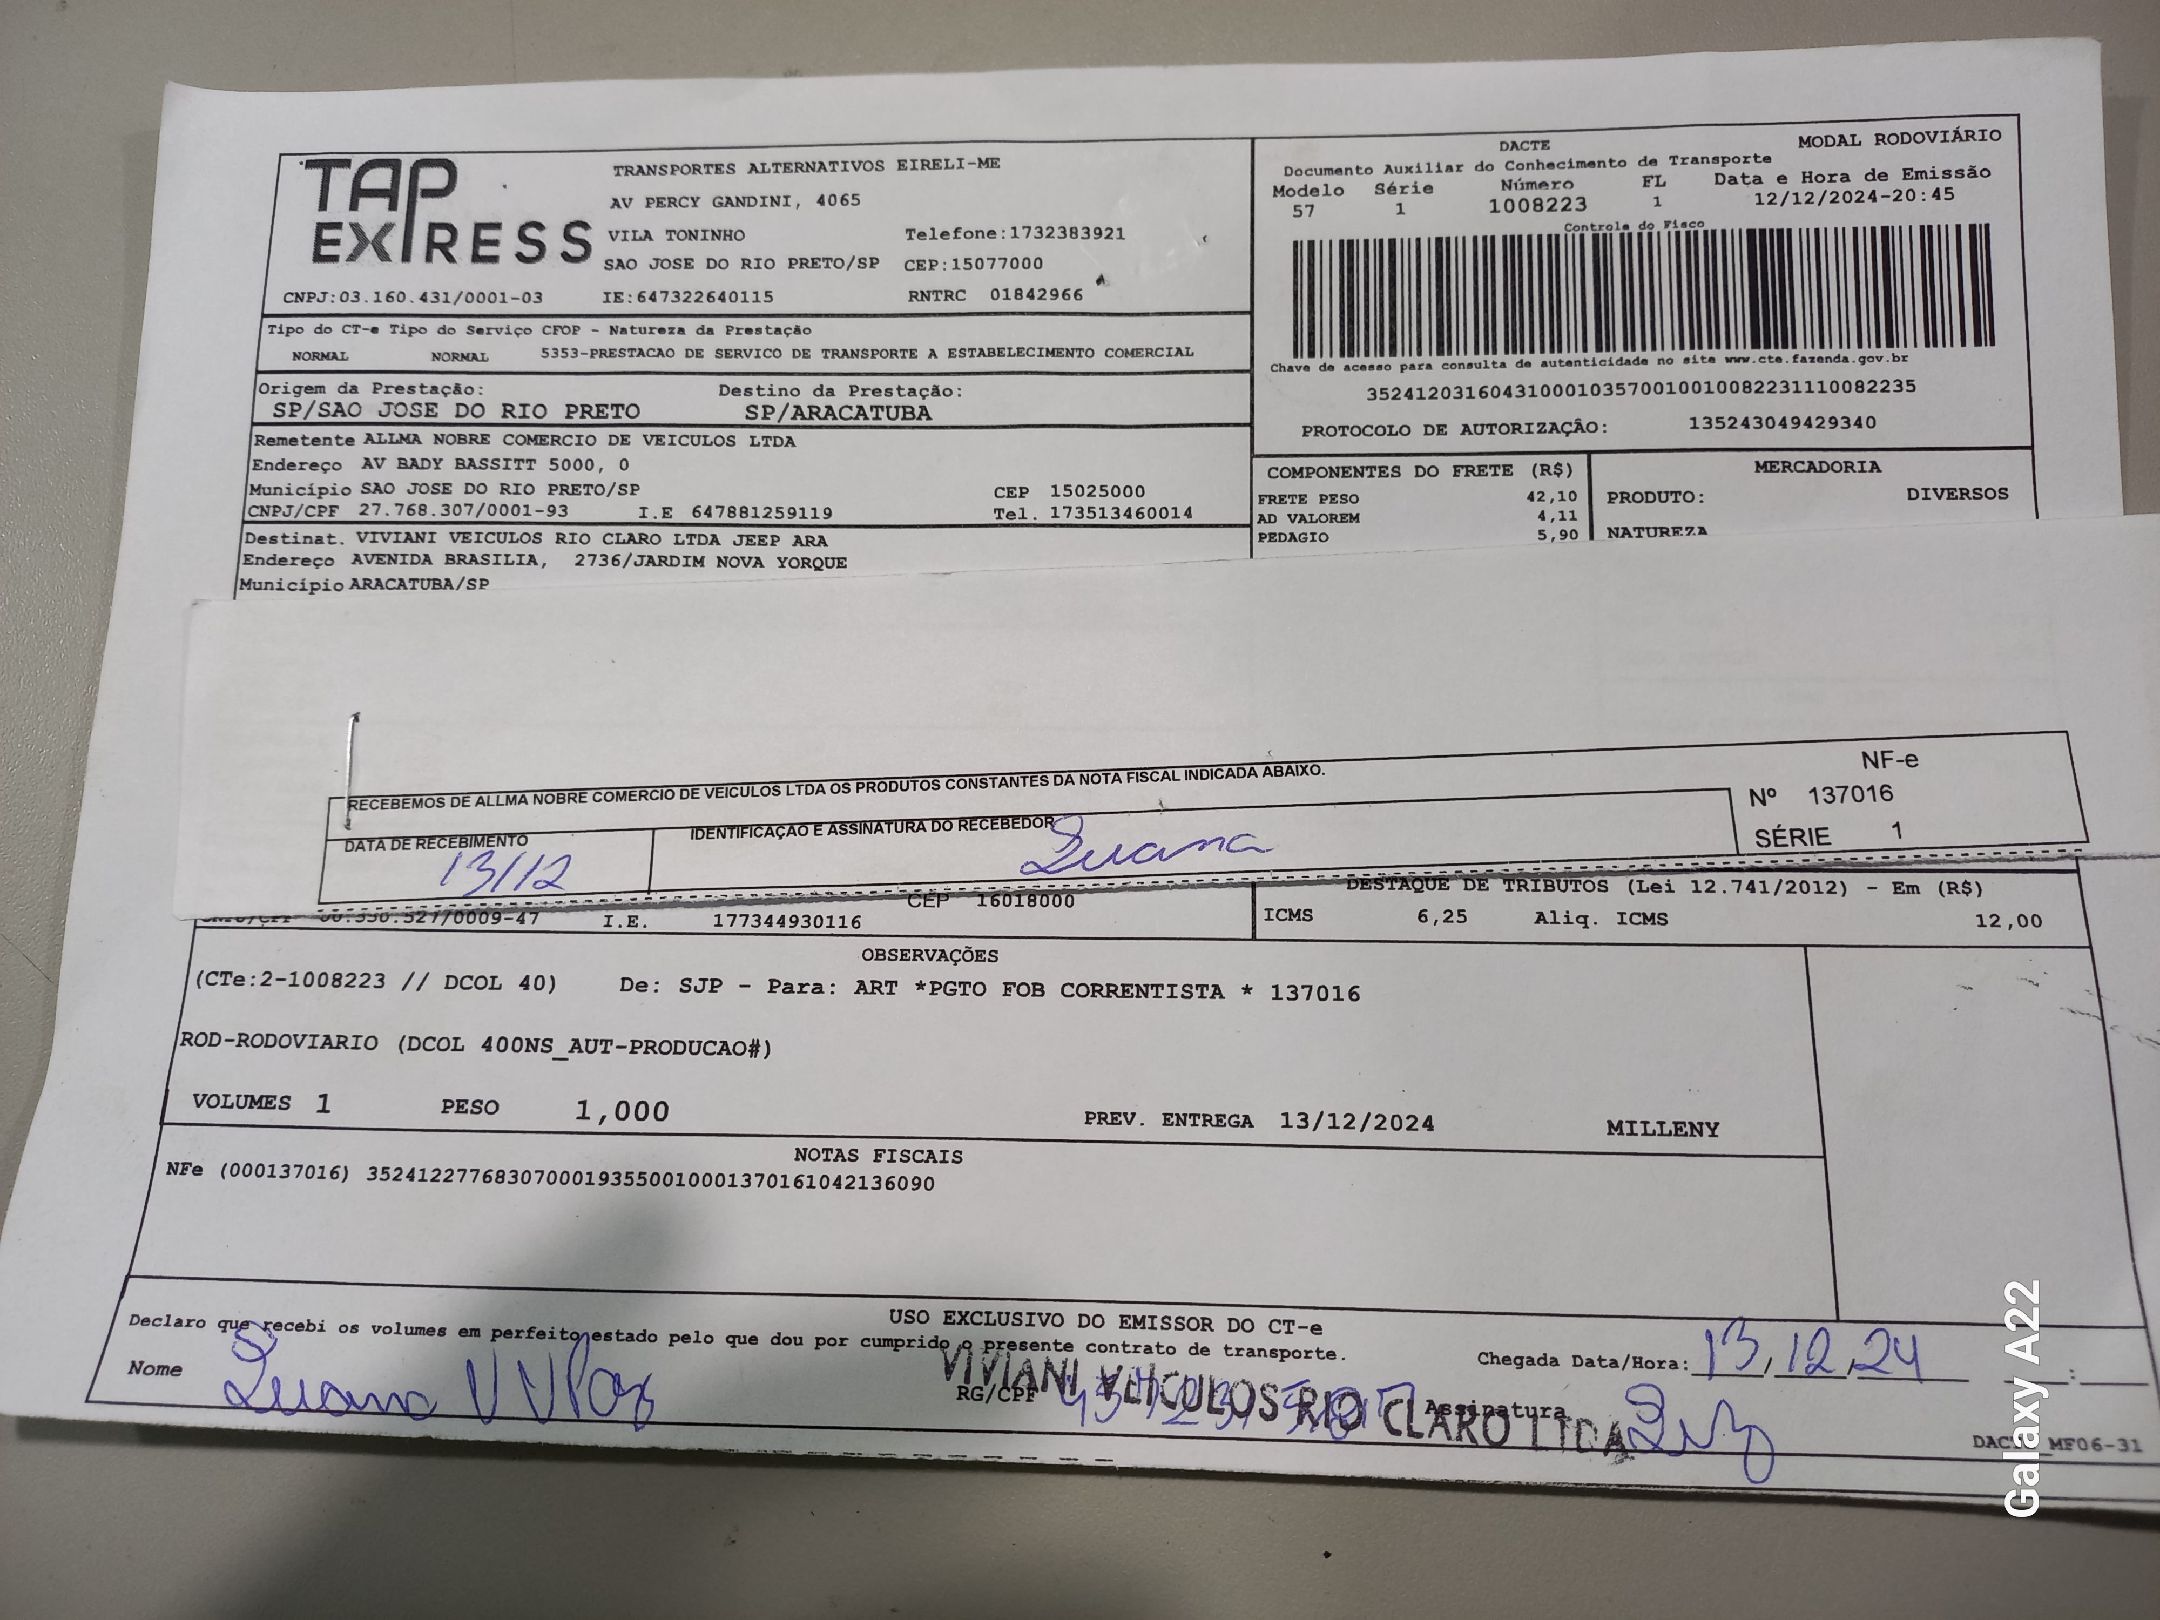 TAP EXPRESS
TRANSPORTES ALTERNATIVOS EIRELI-ME
AV PERCY GANDINI, 4065
VILA TONINHO Telefone:1732383921
SAO JOSE DO RIO PRETO/SP CEP:15077000
CNPJ:03.160.431/0001-03 IE:647322640115 RNTRC 01842966
DACTE MODAL RODOVIÁRIO
Documento Auxiliar do Conhecimento de Transporte
Modelo Série Número FL Data e Hora de Emissão
57 1 1008223 1 12/12/2024-20:45
Controle do Fisco
Chave de acesso para consulta de autenticidade no site www.cte.fazenda.gov.br
35241203160431000103570010010082231110082235
PROTOCOLO DE AUTORIZAÇÃO: 135243049429340
Tipo do CT-e Tipo do Serviço CFOP - Natureza da Prestação
NORMAL NORMAL 5353-PRESTACAO DE SERVICO DE TRANSPORTE A ESTABELECIMENTO COMERCIAL
Origem da Prestação: Destino da Prestação:
SP/SAO JOSE DO RIO PRETO SP/ARACATUBA
Remetente ALLMA NOBRE COMERCIO DE VEICULOS LTDA
Endereço AV BADY BASSITT 5000, 0
Município SAO JOSE DO RIO PRETO/SP CEP 15025000
CNPJ/CPF 27.768.307/0001-93 I.E 647881259119 Tel. 173513460014
Destinat. VIVIANI VEICULOS RIO CLARO LTDA JEEP ARA
Endereço AVENIDA BRASILIA, 2736/JARDIM NOVA YORQUE
Município ARACATUBA/SP
COMPONENTES DO FRETE (R$)
FRETE PESO 42,10
AD VALOREM 4,11
PEDAGIO 5,90
MERCADORIA
PRODUTO: DIVERSOS
NATUREZA
RECEBEMOS DE ALLMA NOBRE COMERCIO DE VEICULOS LTDA OS PRODUTOS CONSTANTES DA NOTA FISCAL INDICADA ABAIXO.
DATA DE RECEBIMENTO IDENTIFICAÇÃO E ASSINATURA DO RECEBEDOR
13/12 Luana
NF-e
Nº 137016
SÉRIE 1
CEP 16018000
CNPJ/CPF 00.550.527/0009-47 I.E. 177344930116
DESTAQUE DE TRIBUTOS (Lei 12.741/2012) - Em (R$)
ICMS 6,25 Aliq. ICMS 12,00
OBSERVAÇÕES
(CTe:2-1008223 // DCOL 40) De: SJP - Para: ART *PGTO FOB CORRENTISTA * 137016
ROD-RODOVIARIO (DCOL 400NS_AUT-PRODUCAO#)
VOLUMES 1 PESO 1,000 PREV. ENTREGA 13/12/2024 MILLENY
NOTAS FISCAIS
NFe (000137016) 35241227768307000193550010001370161042136090
USO EXCLUSIVO DO EMISSOR DO CT-e
Declaro que recebi os volumes em perfeito estado pelo que dou por cumprido o presente contrato de transporte.
Nome Luana RG/CPF Assinatura
Chegada Data/Hora: 13/12/24 :
VIVIANI VEICULOS RIO CLARO LTDA
MF06-31
Galaxy A22